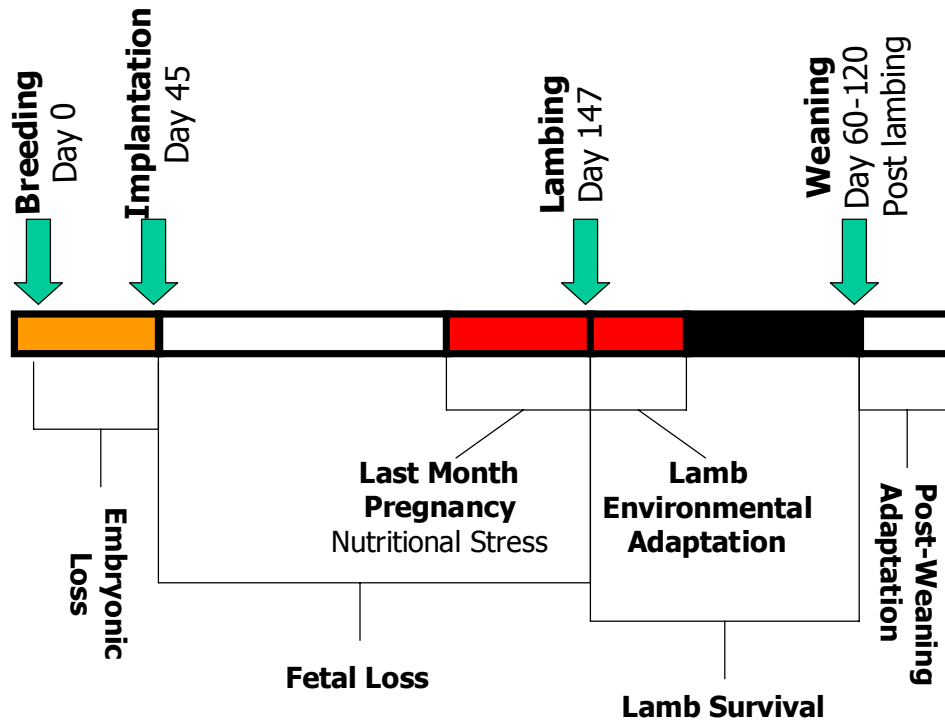 Breeding
Day 0
Implantation
Day 45
Lambing
Day 147
Weaning
Day 60-120
Post lambing
Last Month
Pregnancy
Nutritional Stress
Lamb
Environmental
Adaptation
Embryonic
Loss
Post-Weaning
Adaptation
Fetal Loss
Lamb Survival